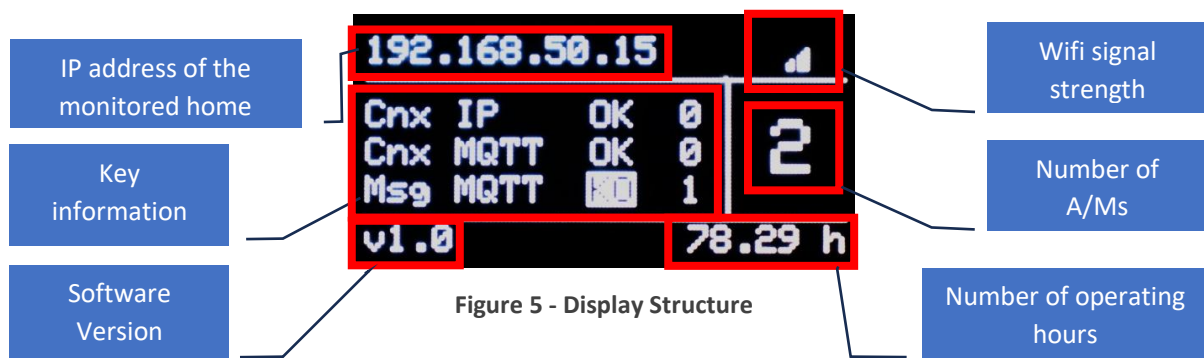 192.168.50.15
IP address of the
monitored home
Wifi signal
strength
Cnx IP OK 0
Cnx MQTT OK 0
Msg MQTT KO 1
2
Key
information
Number of
A/Ms
v1.0
78.29 h
Software
Version
Figure 5 - Display Structure
Number of operating
hours